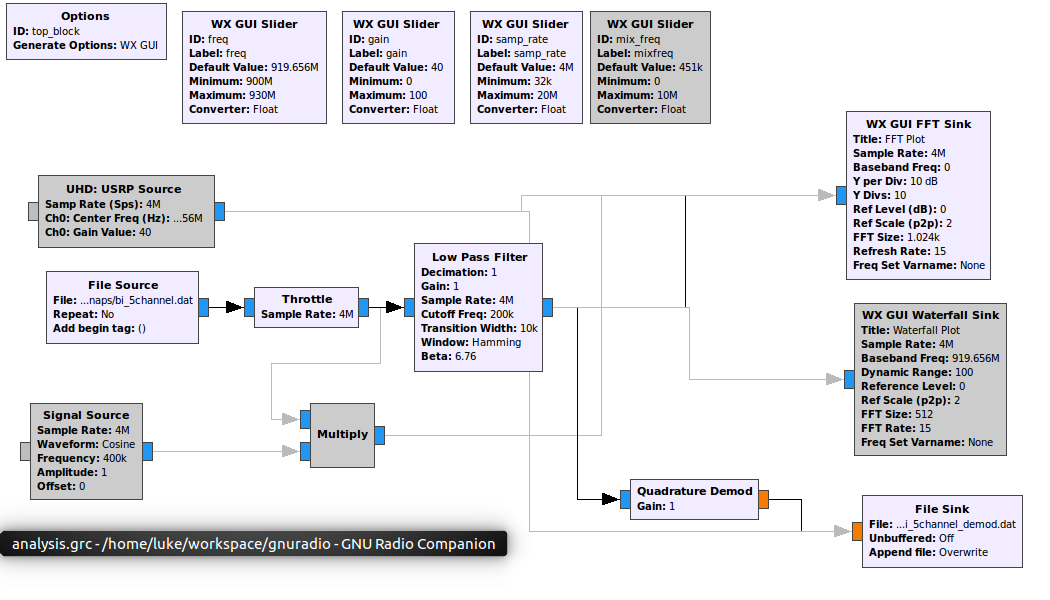 Options
ID: top_block
Generate Options: WX GUI
WX GUI Slider
ID: freq
Label: freq
Default Value: 919.656M
Minimum: 900M
Maximum: 930M
Converter: Float
WX GUI Slider
ID: gain
Label: gain
Default Value: 40
Minimum: 0
Maximum: 100
Converter: Float
WX GUI Slider
ID: samp_rate
Label: samp_rate
Default Value: 4M
Minimum: 32k
Maximum: 20M
Converter: Float
WX GUI Slider
ID: mix_freq
Label: mixfreq
Default Value: 451k
Minimum: 0
Maximum: 10M
Converter: Float
WX GUI FFT Sink
Title: FFT Plot
Sample Rate: 4M
Baseband Freq: 0
Y per Div: 10 dB
Y Divs: 10
Ref Level (dB): 0
Ref Scale (p2p): 2
FFT Size: 1.024k
Refresh Rate: 15
Freq Set Varname: None
UHD: USRP Source
Samp Rate (Sps): 4M
Ch0: Center Freq (Hz): ...56M
Ch0: Gain Value: 40
File Source
File: ...naps/bi_5channel.dat
Repeat: No
Add begin tag: ()
Throttle
Sample Rate: 4M
Low Pass Filter
Decimation: 1
Gain: 1
Sample Rate: 4M
Cutoff Freq: 200k
Transition Width: 10k
Window: Hamming
Beta: 6.76
WX GUI Waterfall Sink
Title: Waterfall Plot
Sample Rate: 4M
Baseband Freq: 919.656M
Dynamic Range: 100
Reference Level: 0
Ref Scale (p2p): 2
FFT Size: 512
FFT Rate: 15
Freq Set Varname: None
Signal Source
Sample Rate: 4M
Waveform: Cosine
Frequency: 400k
Amplitude: 1
Offset: 0
Multiply
Quadrature Demod
Gain: 1
File Sink
File: ...i_5channel_demod.dat
Unbuffered: Off
Append file: Overwrite
analysis.grc - /home/luke/workspace/gnuradio - GNU Radio Companion